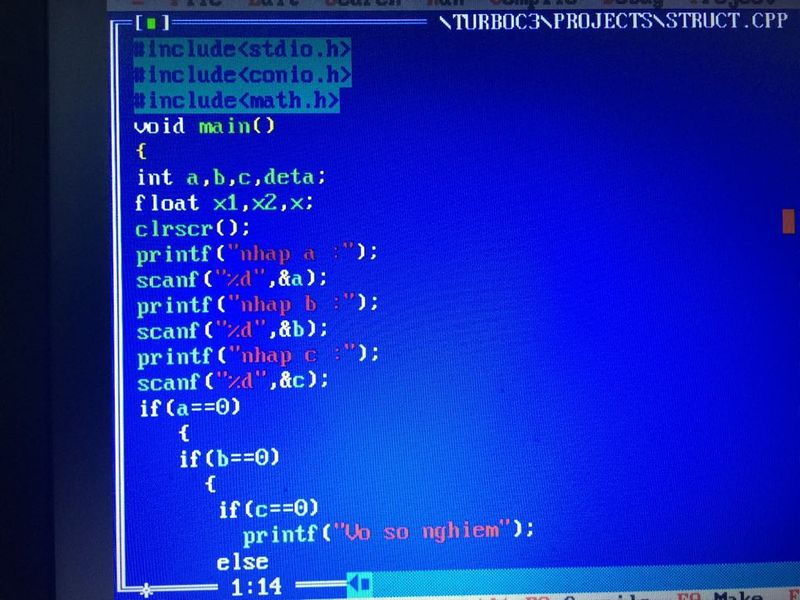 [■] \TURBOC3\PROJECTS\STRUCT.CPP
#include<stdio.h>
#include<conio.h>
#include<math.h>
void main()
{
int a,b,c,deta;
float x1,x2,x;
clrscr();
printf("nhap a :");
scanf("%d",&a);
printf("nhap b :");
scanf("%d",&b);
printf("nhap c :");
scanf("%d",&c);
if(a==0)
{
if(b==0)
{
if(c==0)
printf("Vo so nghiem");
else
1:14